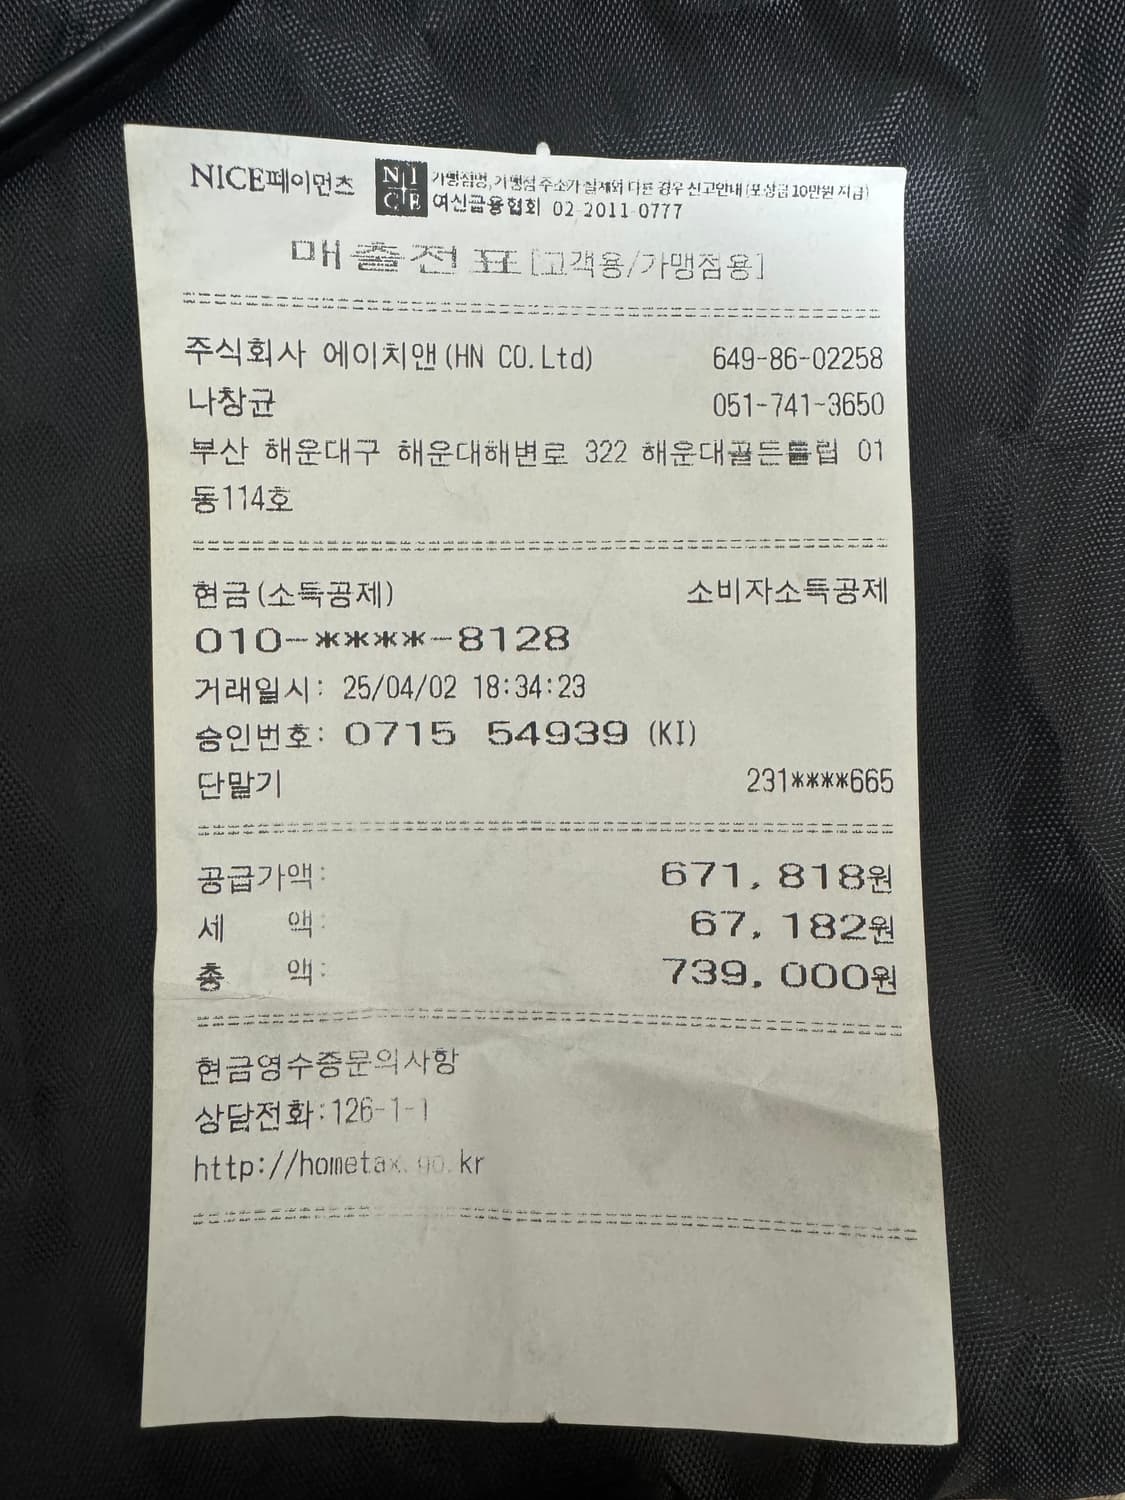 NICE페이먼츠
NICE 가맹점명, 가맹점 주소가 실제와 다른 경우 신고안내 (포상금 10만원 지급)
여신금융협회 02-2011-0777
매출전표 [고객용/가맹점용]
주식회사 에이치앤(HN CO.Ltd) 649-86-02258
나창균 051-741-3650
부산 해운대구 해운대해변로 322 해운대골든튤립 01
동114호
현금(소득공제) 소비자소득공제
010-****-8128
거래일시: 25/04/02 18:34:23
승인번호: 0715 54939 (KI)
단말기 231****665
공급가액: 671,818원
세 액: 67,182원
총 액: 739,000원
현금영수증문의사항
상담전화:126-1-1
http://hometax.go.kr